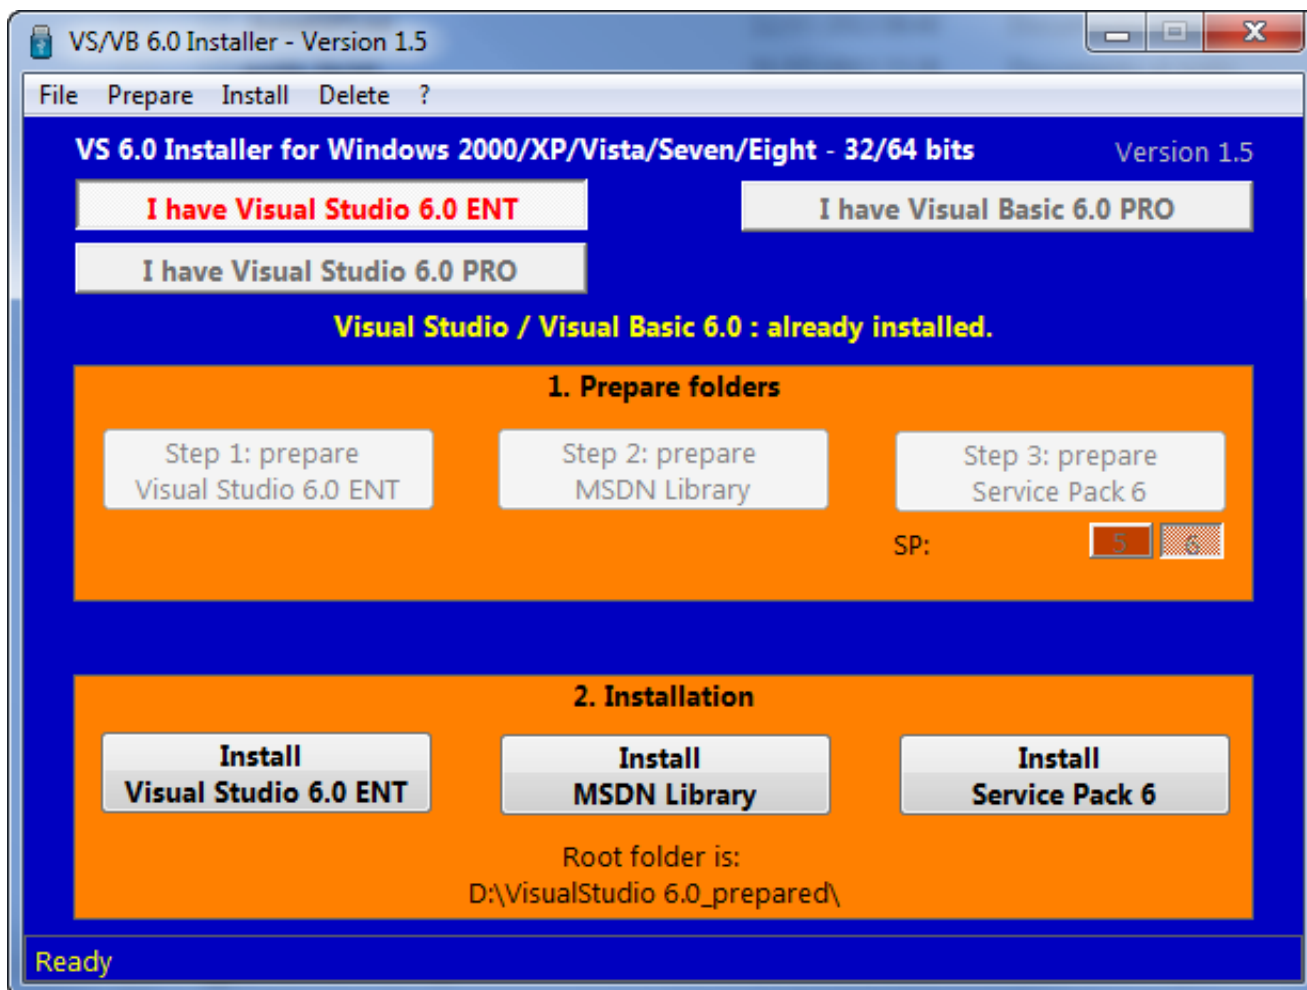 VS/VB 6.0 Installer - Version 1.5
File Prepare Install Delete ?
VS 6.0 Installer for Windows 2000/XP/Vista/Seven/Eight - 32/64 bits Version 1.5
I have Visual Studio 6.0 ENT I have Visual Basic 6.0 PRO
I have Visual Studio 6.0 PRO
Visual Studio / Visual Basic 6.0 : already installed.
1. Prepare folders
Step 1: prepare
Visual Studio 6.0 ENT
Step 2: prepare
MSDN Library
Step 3: prepare
Service Pack 6
SP: 5 6
2. Installation
Install
Visual Studio 6.0 ENT
Install
MSDN Library
Install
Service Pack 6
Root folder is:
D:\VisualStudio 6.0_prepared\
Ready